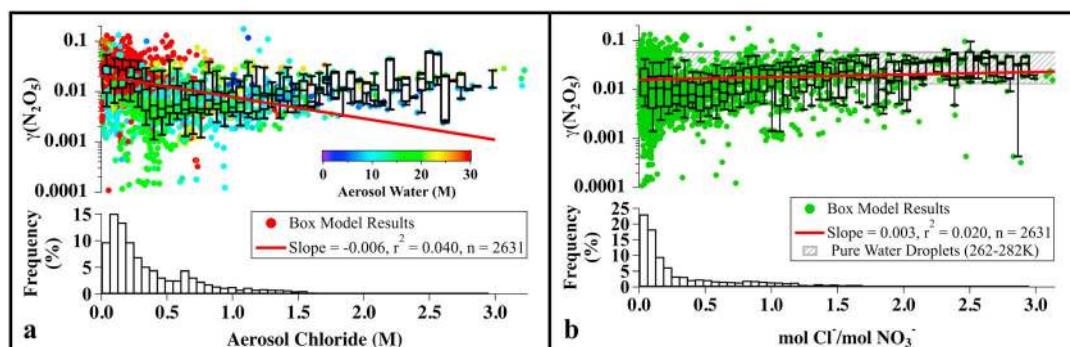 0.1
0.01
0.001
0.0001
γ(N₂O₅)
0 10 20 30
Aerosol Water (M)
15
10
5
0
Frequency
(%)
Box Model Results
Slope = -0.006, r² = 0.040, n = 2631
0.0 0.5 1.0 1.5 2.0 2.5 3.0
a
Aerosol Chloride (M)
0.1
0.01
0.001
0.0001
γ(N₂O₅)
25
20
15
10
5
0
Frequency
(%)
Box Model Results
Slope = 0.003, r² = 0.020, n = 2631
Pure Water Droplets (262-282K)
0.0 0.5 1.0 1.5 2.0 2.5 3.0
b
mol Cl⁻/mol NO₃⁻